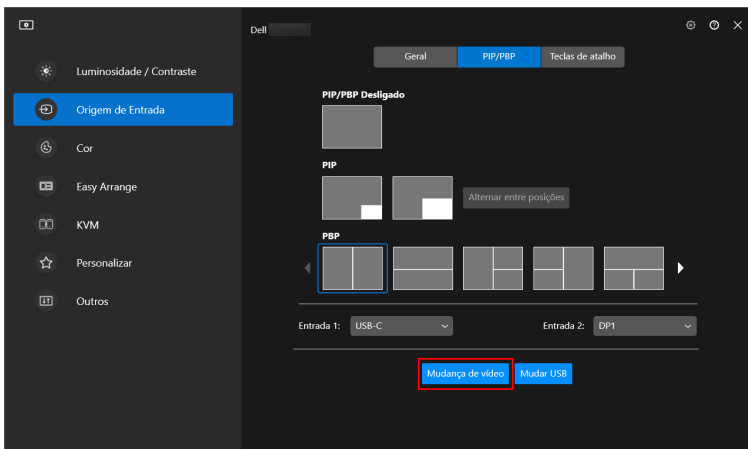 Dell
Geral PIP/PBP Teclas de atalho
Luminosidade / Contraste
Origem de Entrada
Cor
Easy Arrange
KVM
Personalizar
Outros
PIP/PBP Desligado
PIP
Alternar entre posições
PBP
Entrada 1: USB-C Entrada 2: DP1
Mudança de vídeo Mudar USB